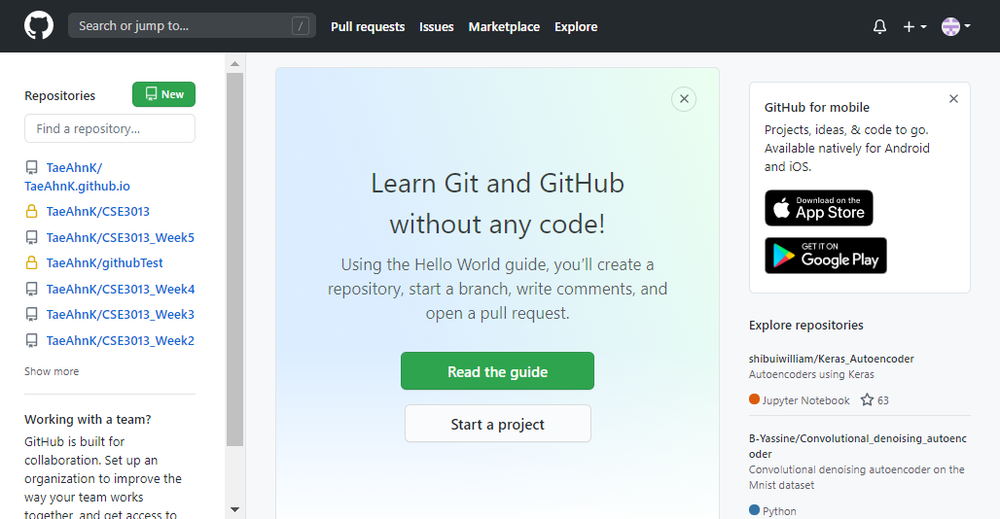 Search or jump to...
/
Pull requests
Issues
Marketplace
Explore
Repositories
New
Find a repository...
TaeAhnK/
TaeAhnK.github.io
TaeAhnK/CSE3013
TaeAhnK/CSE3013_Week5
TaeAhnK/githubTest
TaeAhnK/CSE3013_Week4
TaeAhnK/CSE3013_Week3
TaeAhnK/CSE3013_Week2
Show more
Working with a team?
GitHub is built for
collaboration. Set up an
organization to improve the
way your team works
together, and get access to
Learn Git and GitHub
without any code!
Using the Hello World guide, you’ll create a
repository, start a branch, write comments, and
open a pull request.
Read the guide
Start a project
GitHub for mobile
Projects, ideas, & code to go.
Available natively for Android
and iOS.
Download on the
App Store
GET IT ON
Google Play
Explore repositories
shibuiwilliam/Keras_Autoencoder
Autoencoders using Keras
Jupyter Notebook 63
B-Yassine/Convolutional_denoising_autoenc
oder
Convolutional denoising autoencoder on the
Mnist dataset
Python